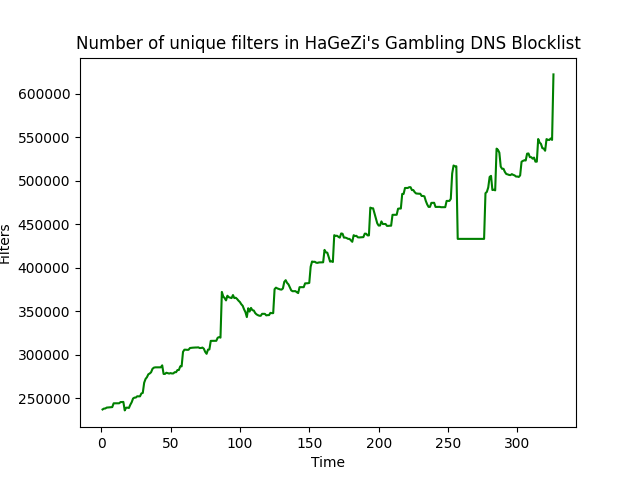 Number of unique filters in HaGeZi's Gambling DNS Blocklist
600000
550000
500000
450000
400000
350000
300000
250000
Filters
0 50 100 150 200 250 300
Time